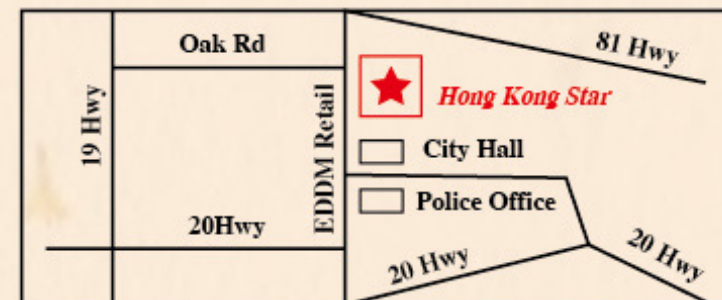 Oak Rd
81 Hwy
19 Hwy
EDDM Retail
Hong Kong Star
City Hall
Police Office
20Hwy
20 Hwy
20 Hwy